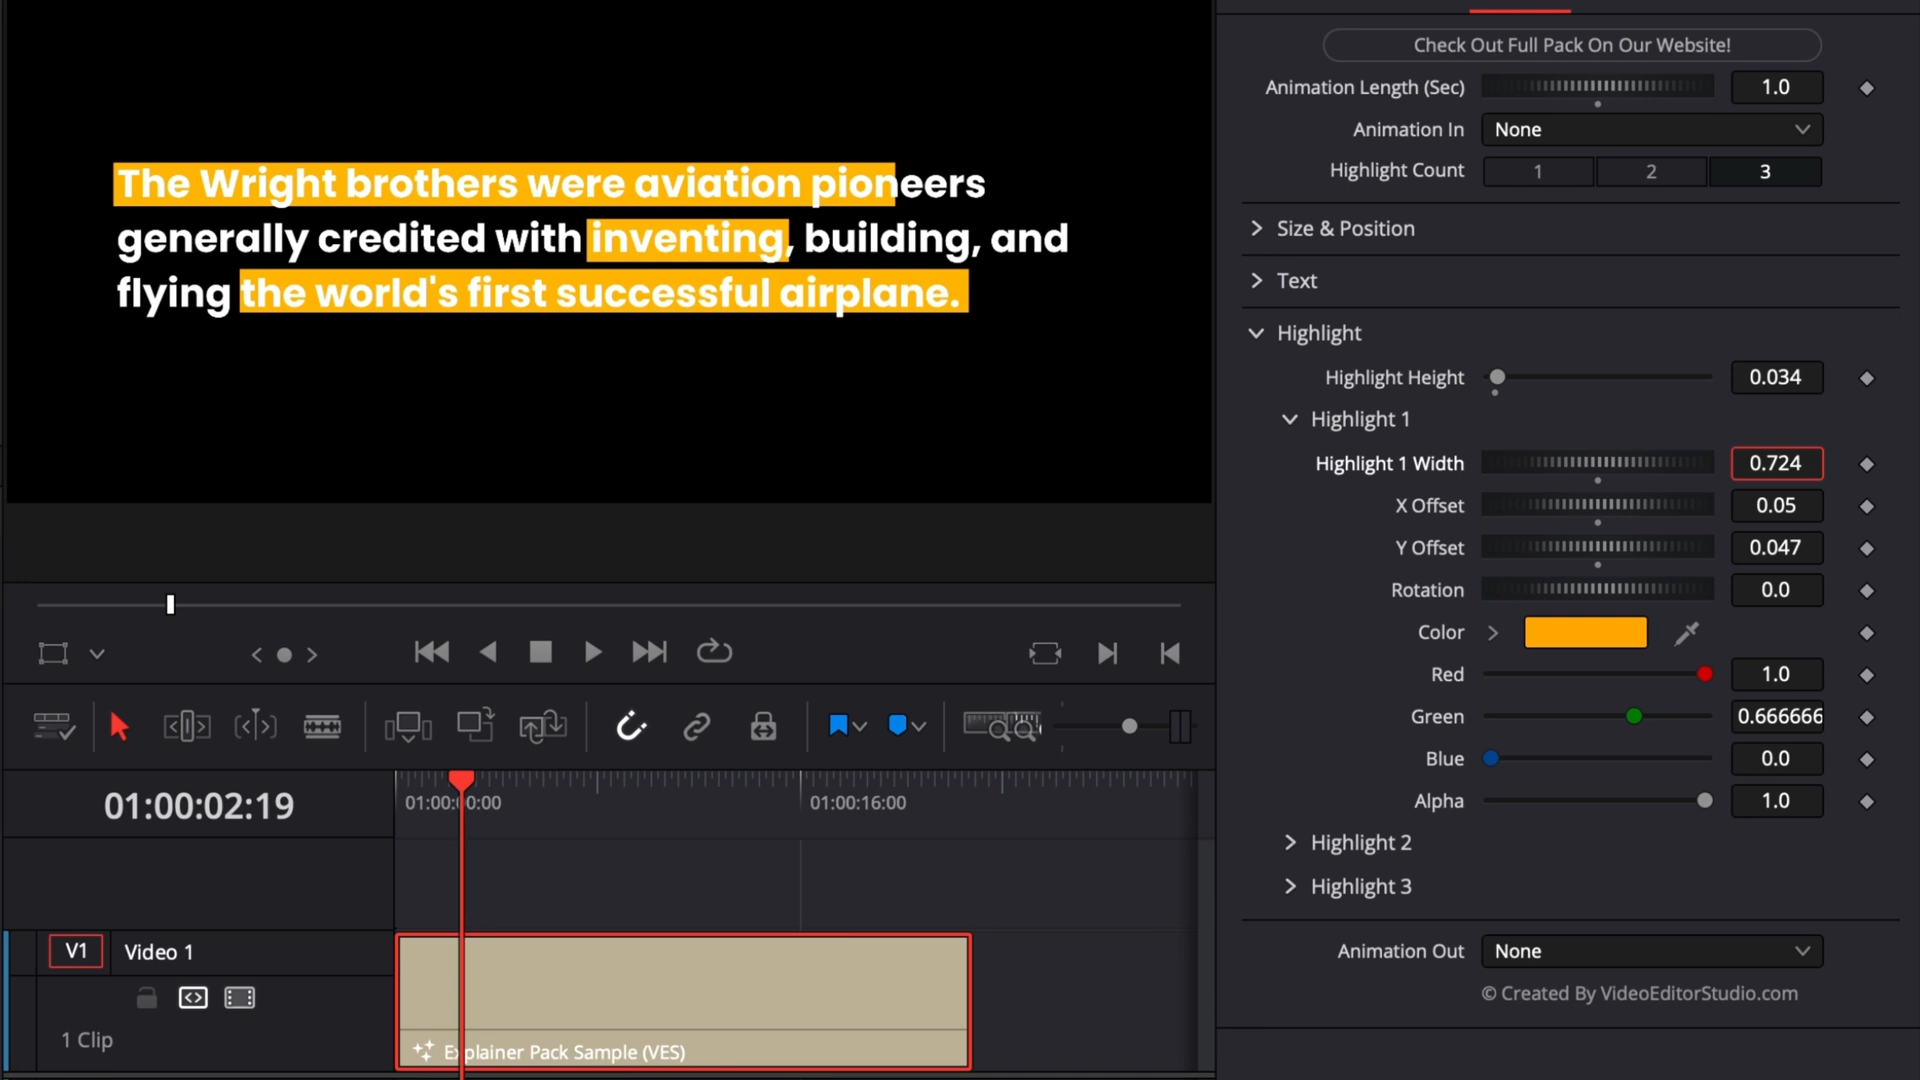 The Wright brothers were aviation pioneers
generally credited with inventing, building, and
flying the world's first successful airplane.
Check Out Full Pack On Our Website!
Animation Length (Sec) 1.0
Animation In None
Highlight Count 1 2 3
Size & Position
Text
Highlight
Highlight Height 0.034
Highlight 1
Highlight 1 Width 0.724
X Offset 0.05
Y Offset 0.047
Rotation 0.0
Color
Red 1.0
Green 0.666666
Blue 0.0
Alpha 1.0
Highlight 2
Highlight 3
Animation Out None
© Created By VideoEditorStudio.com
01:00:02:19
01:00:00:00 01:00:16:00
V1 Video 1
1 Clip
Explainer Pack Sample (VES)